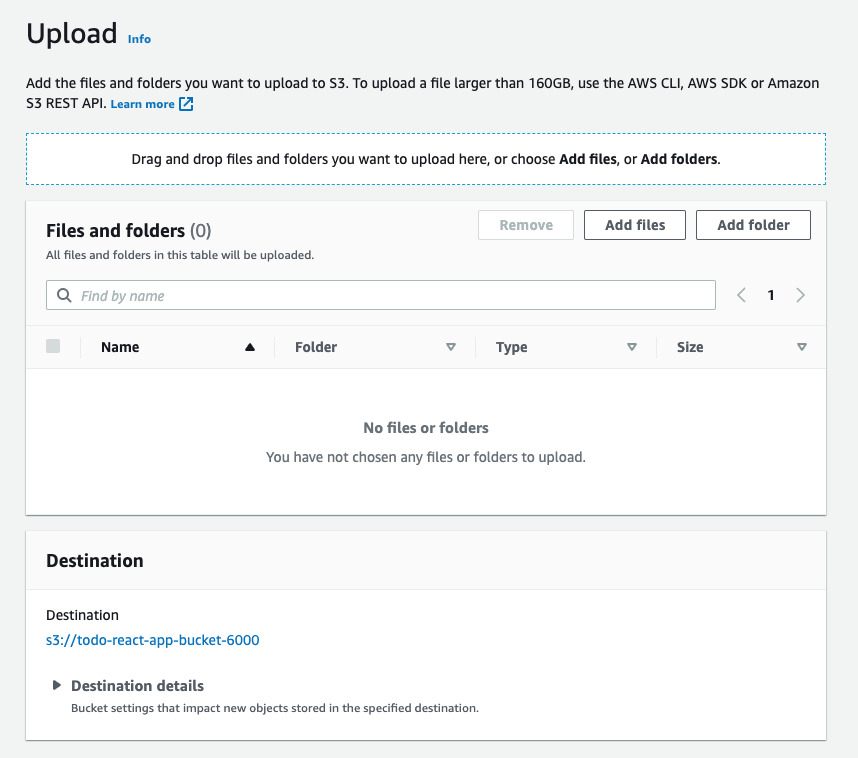 Upload Info
Add the files and folders you want to upload to S3. To upload a file larger than 160GB, use the AWS CLI, AWS SDK or Amazon
S3 REST API. Learn more
Drag and drop files and folders you want to upload here, or choose Add files, or Add folders.
Files and folders (0) Remove Add files Add folder
All files and folders in this table will be uploaded.
Find by name 1
Name Folder Type Size
No files or folders
You have not chosen any files or folders to upload.
Destination
Destination
s3://todo-react-app-bucket-6000
Destination details
Bucket settings that impact new objects stored in the specified destination.